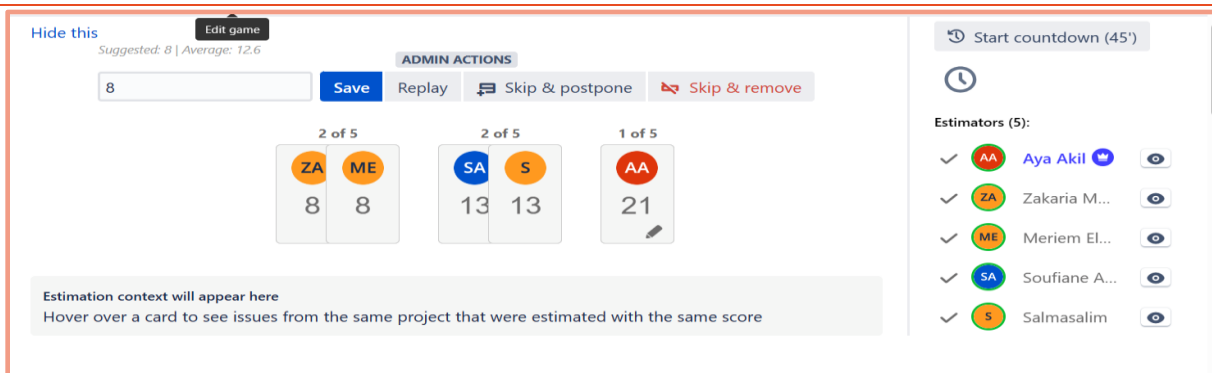 Hide this
Edit game
Suggested: 8 | Average: 12.6
ADMIN ACTIONS
8
Save
Replay
Skip & postpone
Skip & remove
2 of 5
2 of 5
1 of 5
ZA
ME
SA
S
AA
8
8
13
13
21
Estimation context will appear here
Hover over a card to see issues from the same project that were estimated with the same score
Start countdown (45')
Estimators (5):
AA Aya Akil
ZA Zakaria M...
ME Meriem El...
SA Soufiane A...
S Salmasalim